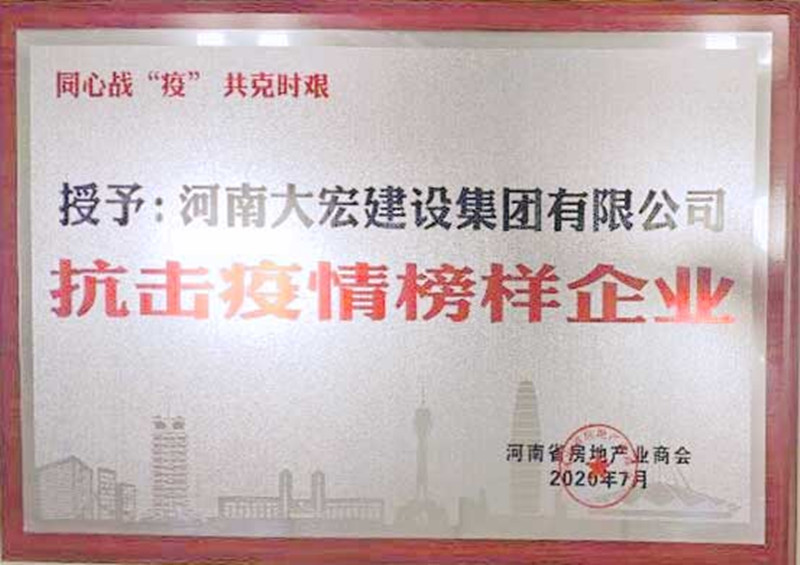 同心战“疫” 共克时艰
授予：河南大宏建设集团有限公司
抗击疫情榜样企业
河南省房地产业商会
2020年7月